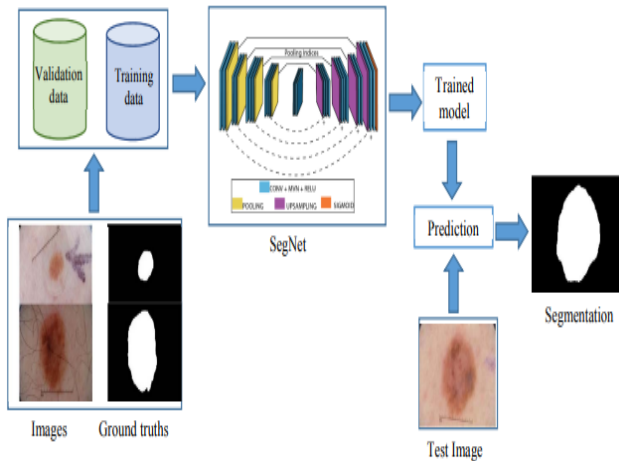 Validation
data
Training
data
Pooling Indices
CONV + MVN + RELU
POOLING
UPSAMPLING
SIGMOID
SegNet
Trained
model
Prediction
Segmentation
Images
Ground truths
Test Image